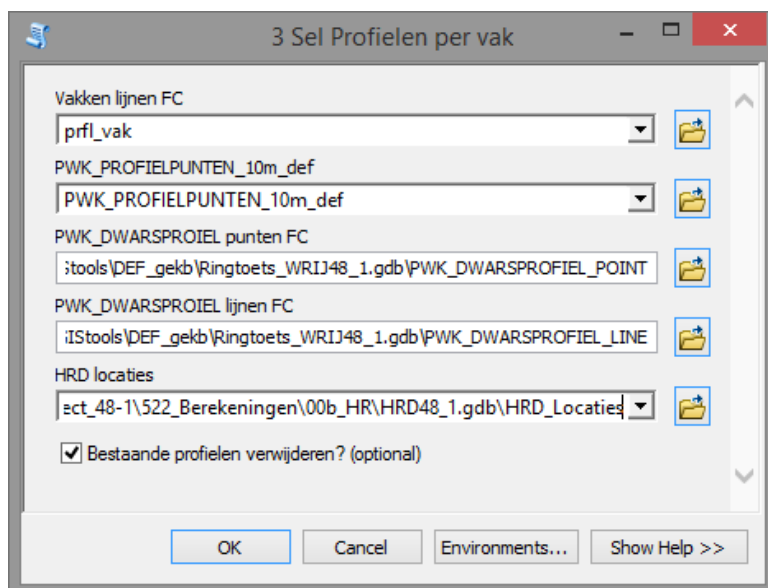 3 Sel Profielen per vak
Vakken lijnen FC
prfl_vak
PWK_PROFIELPUNTEN_10m_def
PWK_PROFIELPUNTEN_10m_def
PWK_DWARSPROIEL punten FC
Stools\DEF_gekb\Ringtoets_WRIJ48_1.gdb\PWK_DWARSPROFIEL_POINT
PWK_DWARSPROIEL lijnen FC
IStools\DEF_gekb\Ringtoets_WRIJ48_1.gdb\PWK_DWARSPROFIEL_LINE
HRD locaties
ect_48-1\522_Berekeningen\00b_HR\HRD48_1.gdb\HRD_Locaties
Bestaande profielen verwijderen? (optional)
OK
Cancel
Environments...
Show Help >>